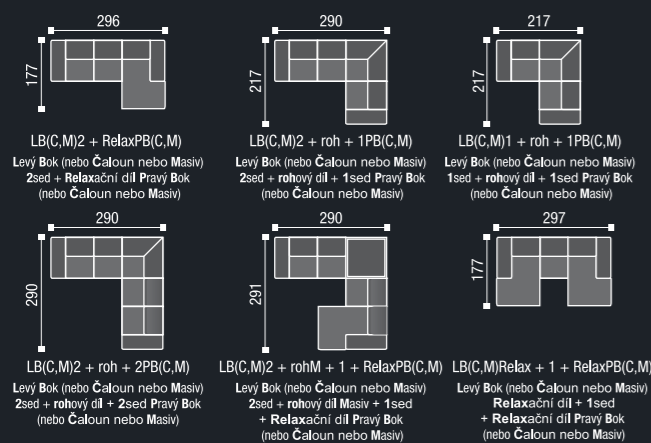 296
177
LB(C,M)2 + RelaxPB(C,M)
Levý Bok (nebo Čaloun nebo Masiv)
2sed + Relaxační díl Pravý Bok
(nebo Čaloun nebo Masiv)
290
217
LB(C,M)2 + roh + 1PB(C,M)
Levý Bok (nebo Čaloun nebo Masiv)
2sed + rohový díl + 1sed Pravý Bok
(nebo Čaloun nebo Masiv)
217
217
LB(C,M)1 + roh + 1PB(C,M)
Levý Bok (nebo Čaloun nebo Masiv)
1sed + rohový díl + 1sed Pravý Bok
(nebo Čaloun nebo Masiv)
290
290
LB(C,M)2 + roh + 2PB(C,M)
Levý Bok (nebo Čaloun nebo Masiv)
2sed + rohový díl + 2sed Pravý Bok
(nebo Čaloun nebo Masiv)
290
291
LB(C,M)2 + rohM + 1 + RelaxPB(C,M)
Levý Bok (nebo Čaloun nebo Masiv)
2sed + rohový díl Masiv + 1sed
+ Relaxační díl Pravý Bok
(nebo Čaloun nebo Masiv)
297
177
LB(C,M)Relax + 1 + RelaxPB(C,M)
Levý Bok (nebo Čaloun nebo Masiv)
Relaxační díl + 1sed
+ Relaxační díl Pravý Bok
(nebo Čaloun nebo Masiv)